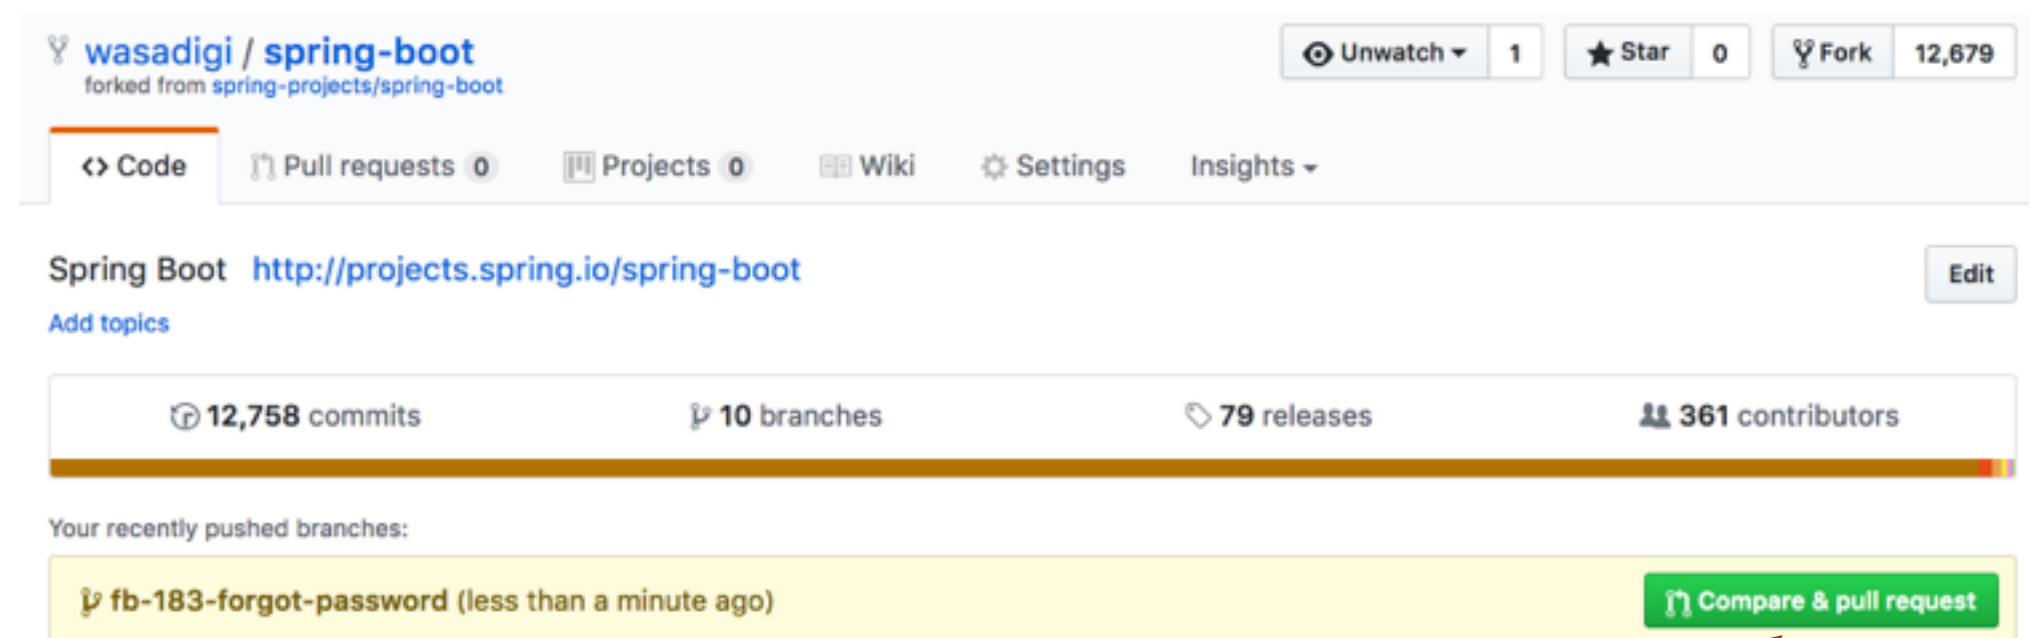 wasadigi / spring-boot
forked from spring-projects/spring-boot
Unwatch 1 Star 0 Fork 12,679
Code Pull requests 0 Projects 0 Wiki Settings Insights
Spring Boot http://projects.spring.io/spring-boot
Edit
Add topics
12,758 commits 10 branches 79 releases 361 contributors
Your recently pushed branches:
fb-183-forgot-password (less than a minute ago) Compare & pull request